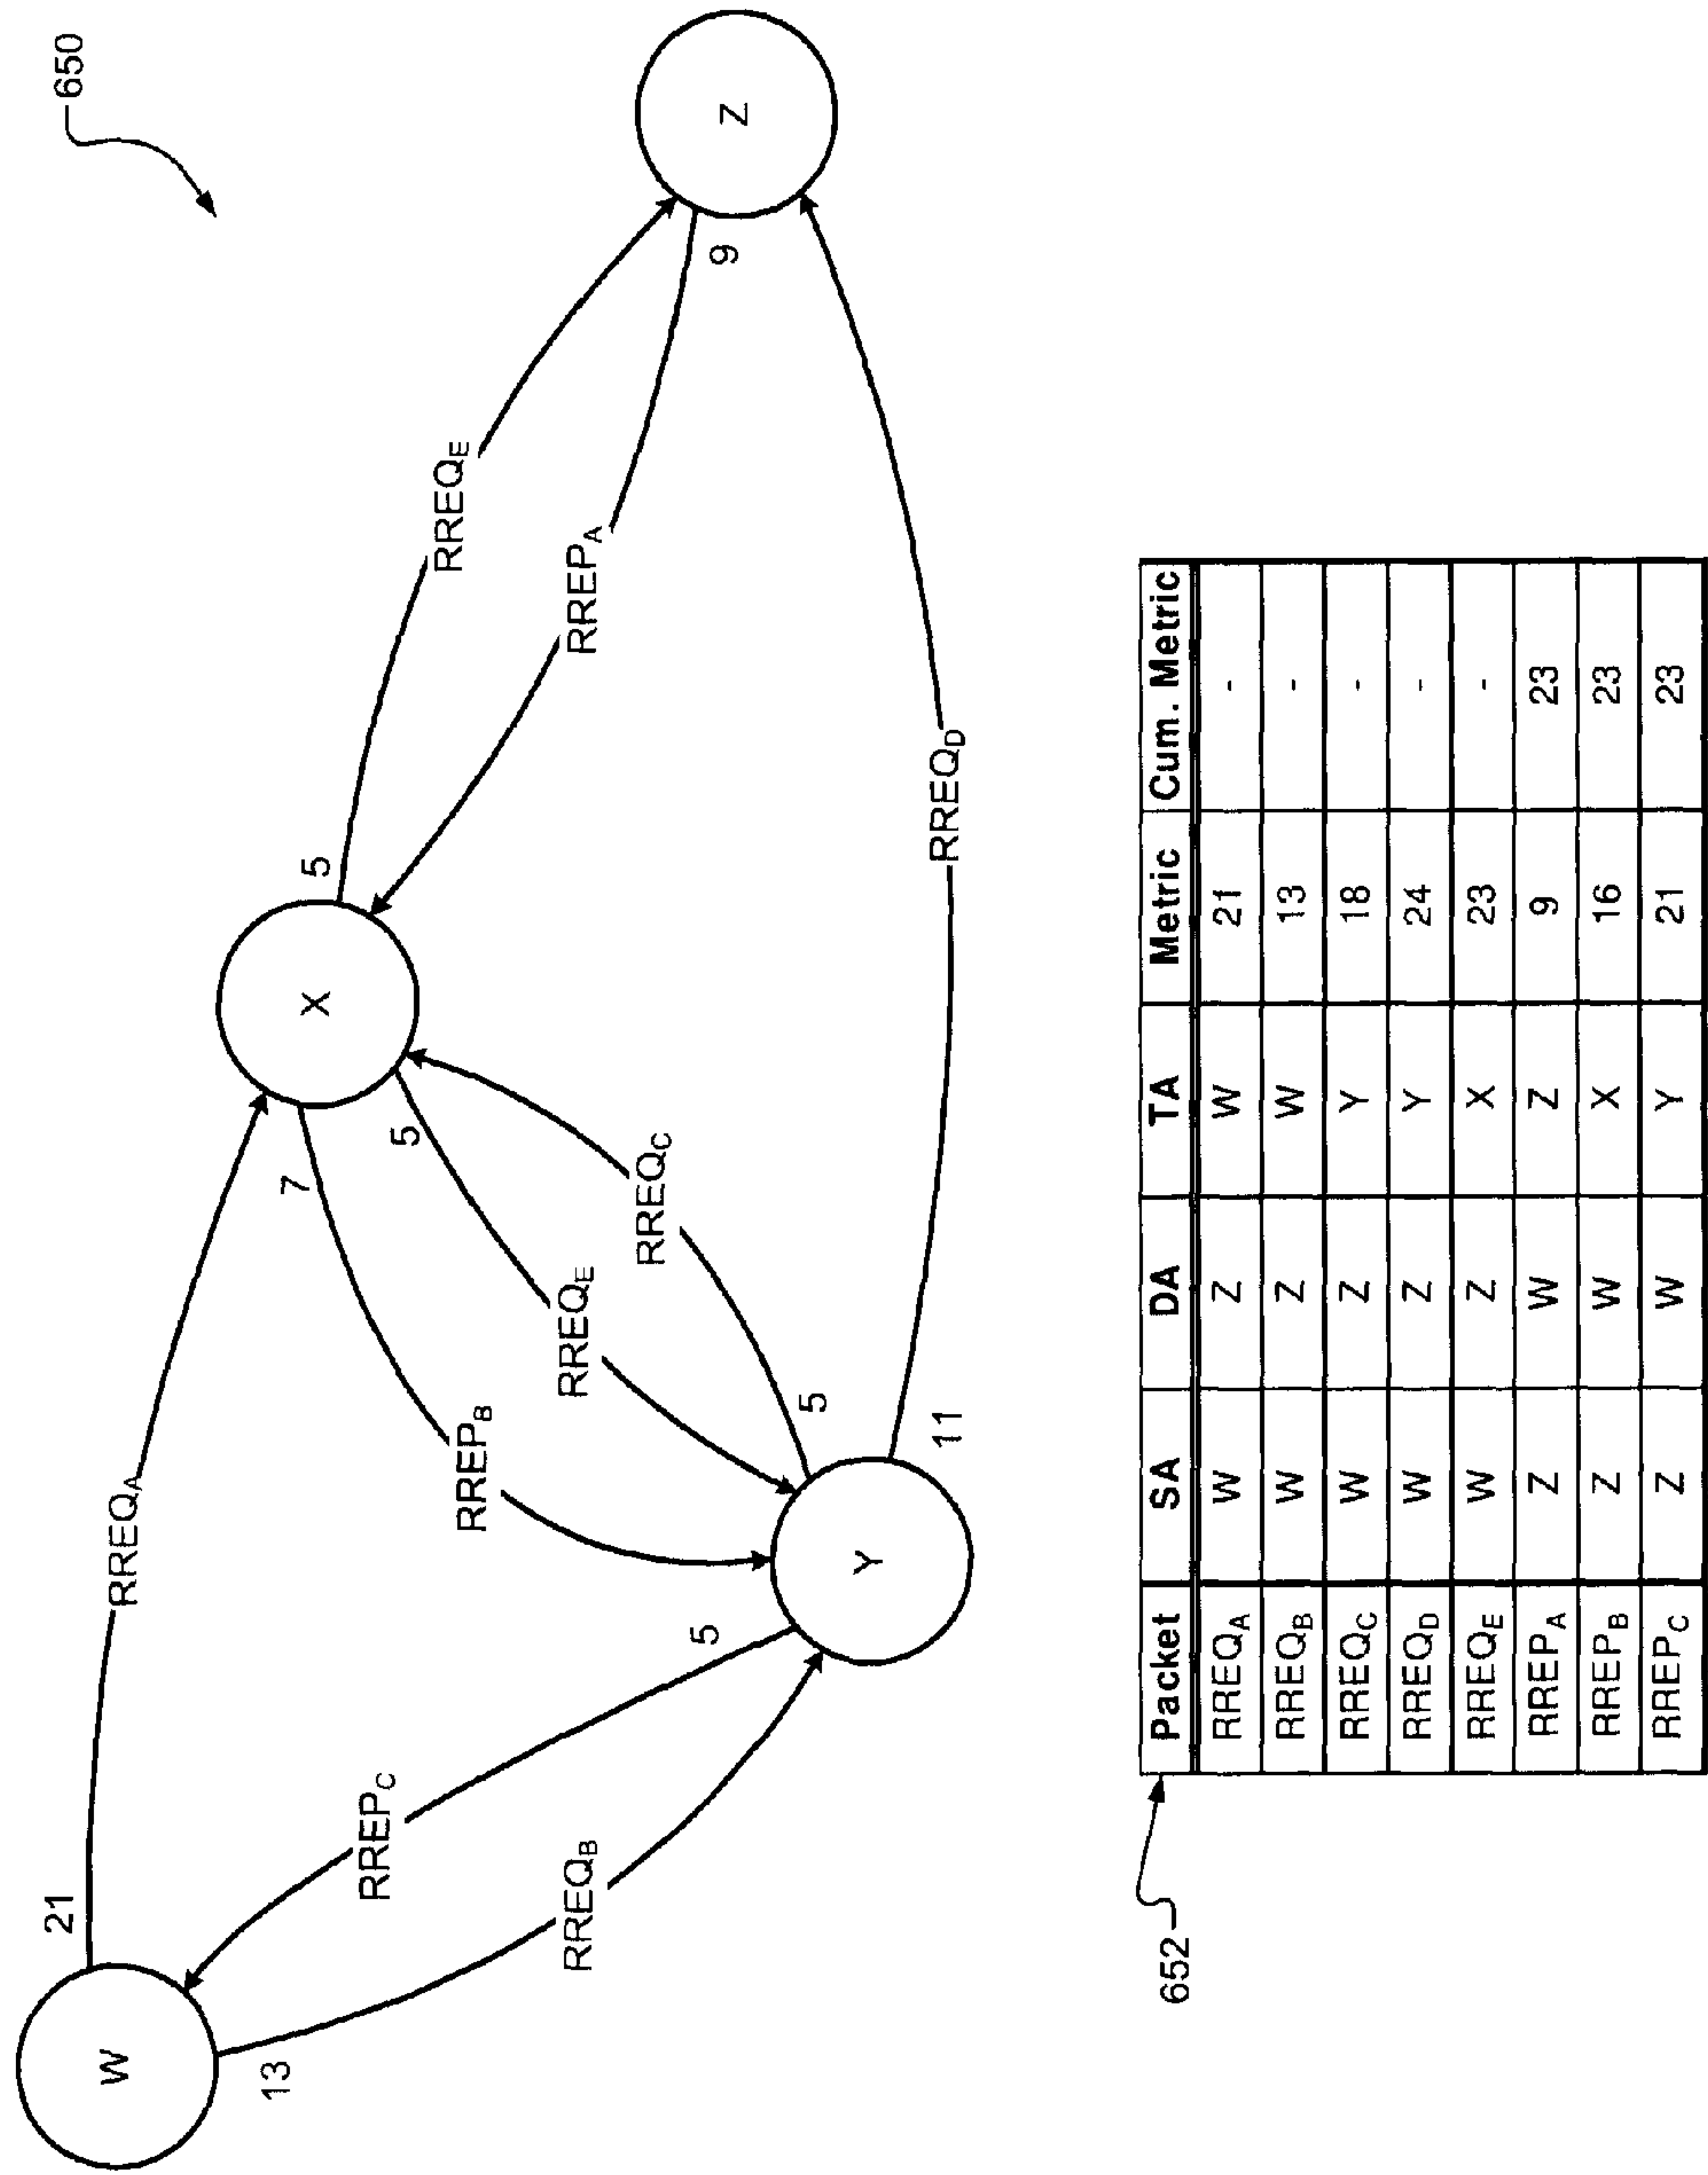 650
W
X
Y
Z
21
RREQA
13
RREQB
RREPC
5
7
RREPB
5
RREQE
5
RREQC
5
RREQE
RREPA
9
11
RREQD
652
Packet SA DA TA Metric Cum. Metric
RREQA W Z W 21 -
RREQB W Z W 13 -
RREQC W Z Y 18 -
RREQD W Z Y 24 -
RREQE W Z X 23 -
RREPA Z W Z 9 23
RREPB Z W X 16 23
RREPC Z W Y 21 23